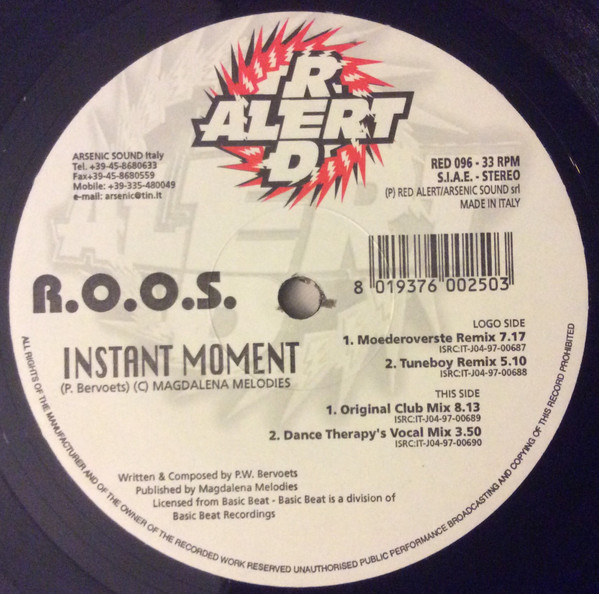 RED
ALERT
ARSENIC SOUND Italy
Tel. +39-45-8680633
Fax+39-45-8680559
Mobile: +39-335-480049
e-mail: arsenic@tin.it
RED 096 - 33 RPM
S.I.A.E. - STEREO
(P) RED ALERT/ARSENIC SOUND srl
MADE IN ITALY
8 019376 002503
R.O.O.S.
INSTANT MOMENT
(P. Bervoets) (C) MAGDALENA MELODIES
LOGO SIDE
1. Moederoverste Remix 7.17
ISRC:IT-J04-97-00687
2. Tuneboy Remix 5.10
ISRC:IT-J04-97-00688
THIS SIDE
1. Original Club Mix 8.13
ISRC:IT-J04-97-00689
2. Dance Therapy's Vocal Mix 3.50
ISRC:IT-J04-97-00690
Written & Composed by P.W. Bervoets
Published by Magdalena Melodies
Licensed from Basic Beat - Basic Beat is a division of
Basic Beat Recordings
ALL RIGHTS OF THE MANUFACTURER AND OF THE OWNER OF THE RECORDED WORK RESERVED UNAUTHORISED PUBLIC PERFORMANCE BROADCASTING AND COPYING OF THIS RECORD PROHIBITED